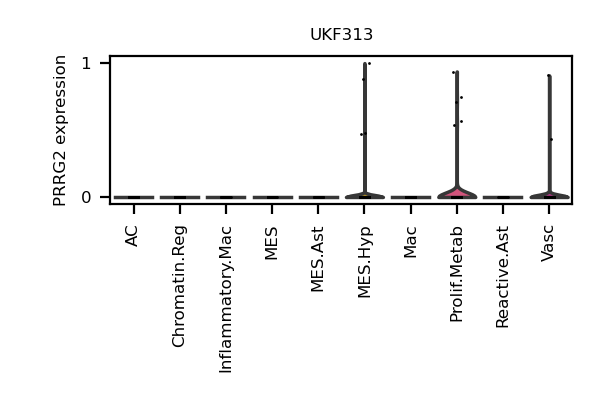 UKF313
PRRG2 expression
1
0
AC
Chromatin.Reg
Inflammatory.Mac
MES
MES.Ast
MES.Hyp
Mac
Prolif.Metab
Reactive.Ast
Vasc